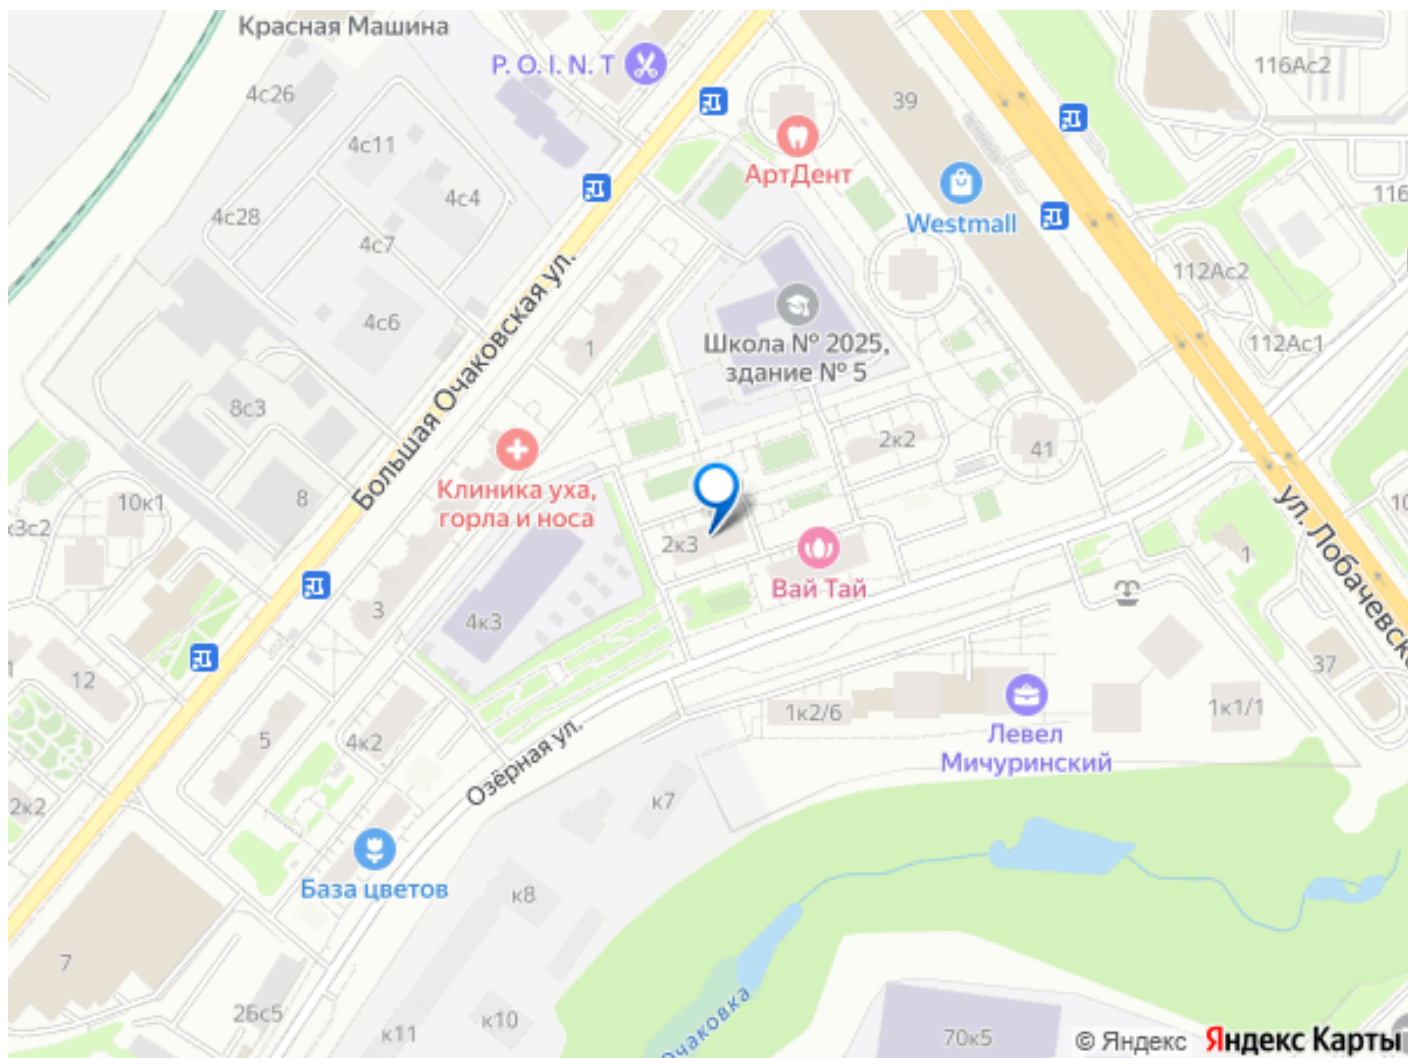 Красная Машина
P. O. I. N. T
4с26
116Ас2
39
4с11
АртДент
4с4
116
4с28
Westmall
4с7
112Ас2
4с6
Большая Очаковская ул.
1
Школа № 2025,
здание № 5
112Ас1
8с3
2к2
41
Клиника уха,
горла и носа
8
10к1
ул. Лобачевско
10
к3с2
2к3
1
Вай Тай
3
4к3
37
12
1к2/6
1к1/1
5
4к2
Левел
Мичуринский
Озёрная ул.
2к2
к7
База цветов
к8
7
26с5
к10
к11
Очаковка
70к5
© Яндекс Яндекс Карты